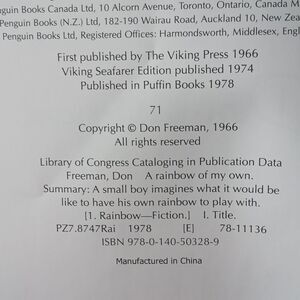 nguin Books Canada Ltd, 10 Alcorn Avenue, Toronto, Ontario, Canada M
Penguin Books (N.Z.) Ltd, 182-190 Wairau Road, Auckland 10, New Zea
Penguin Books Ltd, Registered Offices: Harmondsworth, Middlesex, Eng
First published by The Viking Press 1966
Viking Seafarer Edition published 1974
Published in Puffin Books 1978
71
Copyright © Don Freeman, 1966
All rights reserved
Library of Congress Cataloging in Publication Data
Freeman, Don A rainbow of my own.
Summary: A small boy imagines what it would be
like to have his own rainbow to play with.
[1. Rainbow—Fiction.] I. Title.
PZ7.8747Rai 1978 [E] 78-11136
ISBN 978-0-140-50328-9
Manufactured in China